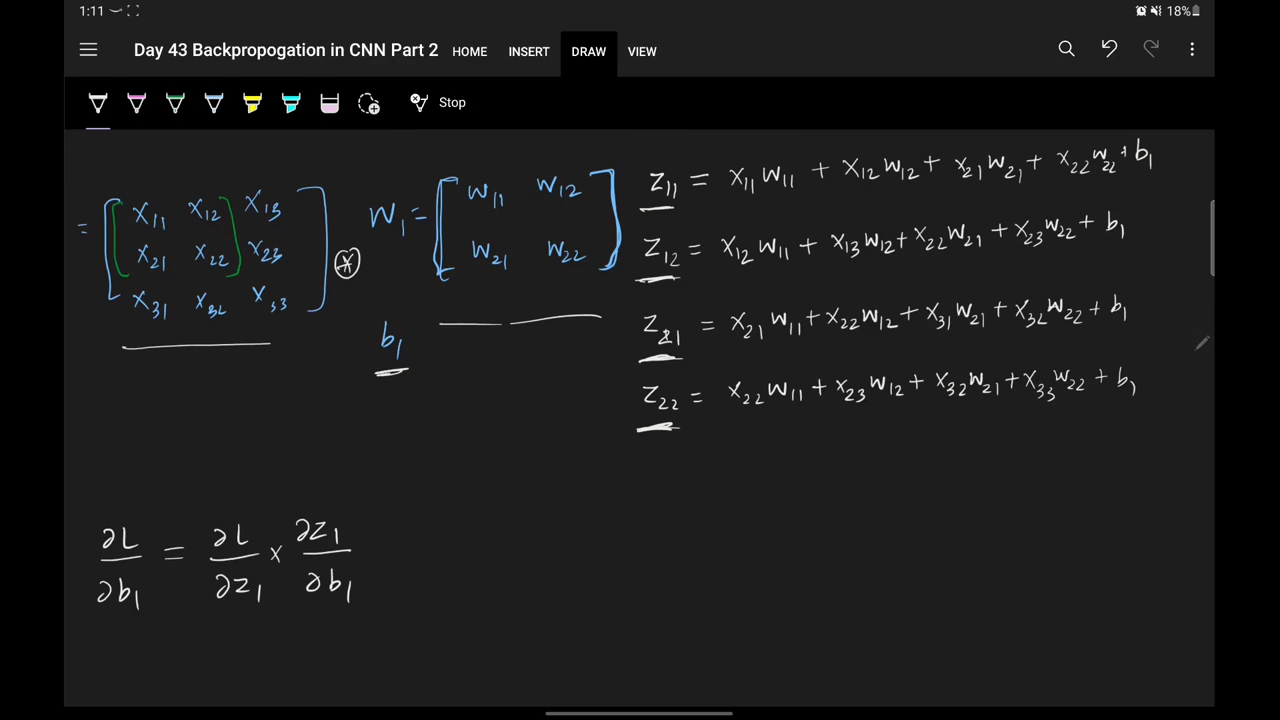 1:11 18%
Day 43 Backpropogation in CNN Part 2 HOME INSERT DRAW VIEW
Stop
= [ x11 x12 x13
x21 x22 x23
x31 x32 x33 ] ⊛ W1 = [ w11 w12
w21 w22 ]
b1
z11 = x11 w11 + x12 w12 + x21 w21 + x22 w22 + b1
z12 = x12 w11 + x13 w12 + x22 w21 + x23 w22 + b1
z21 = x21 w11 + x22 w12 + x31 w21 + x32 w22 + b1
z22 = x22 w11 + x23 w12 + x32 w21 + x33 w22 + b1
∂L/∂b1 = ∂L/∂z1 × ∂z1/∂b1